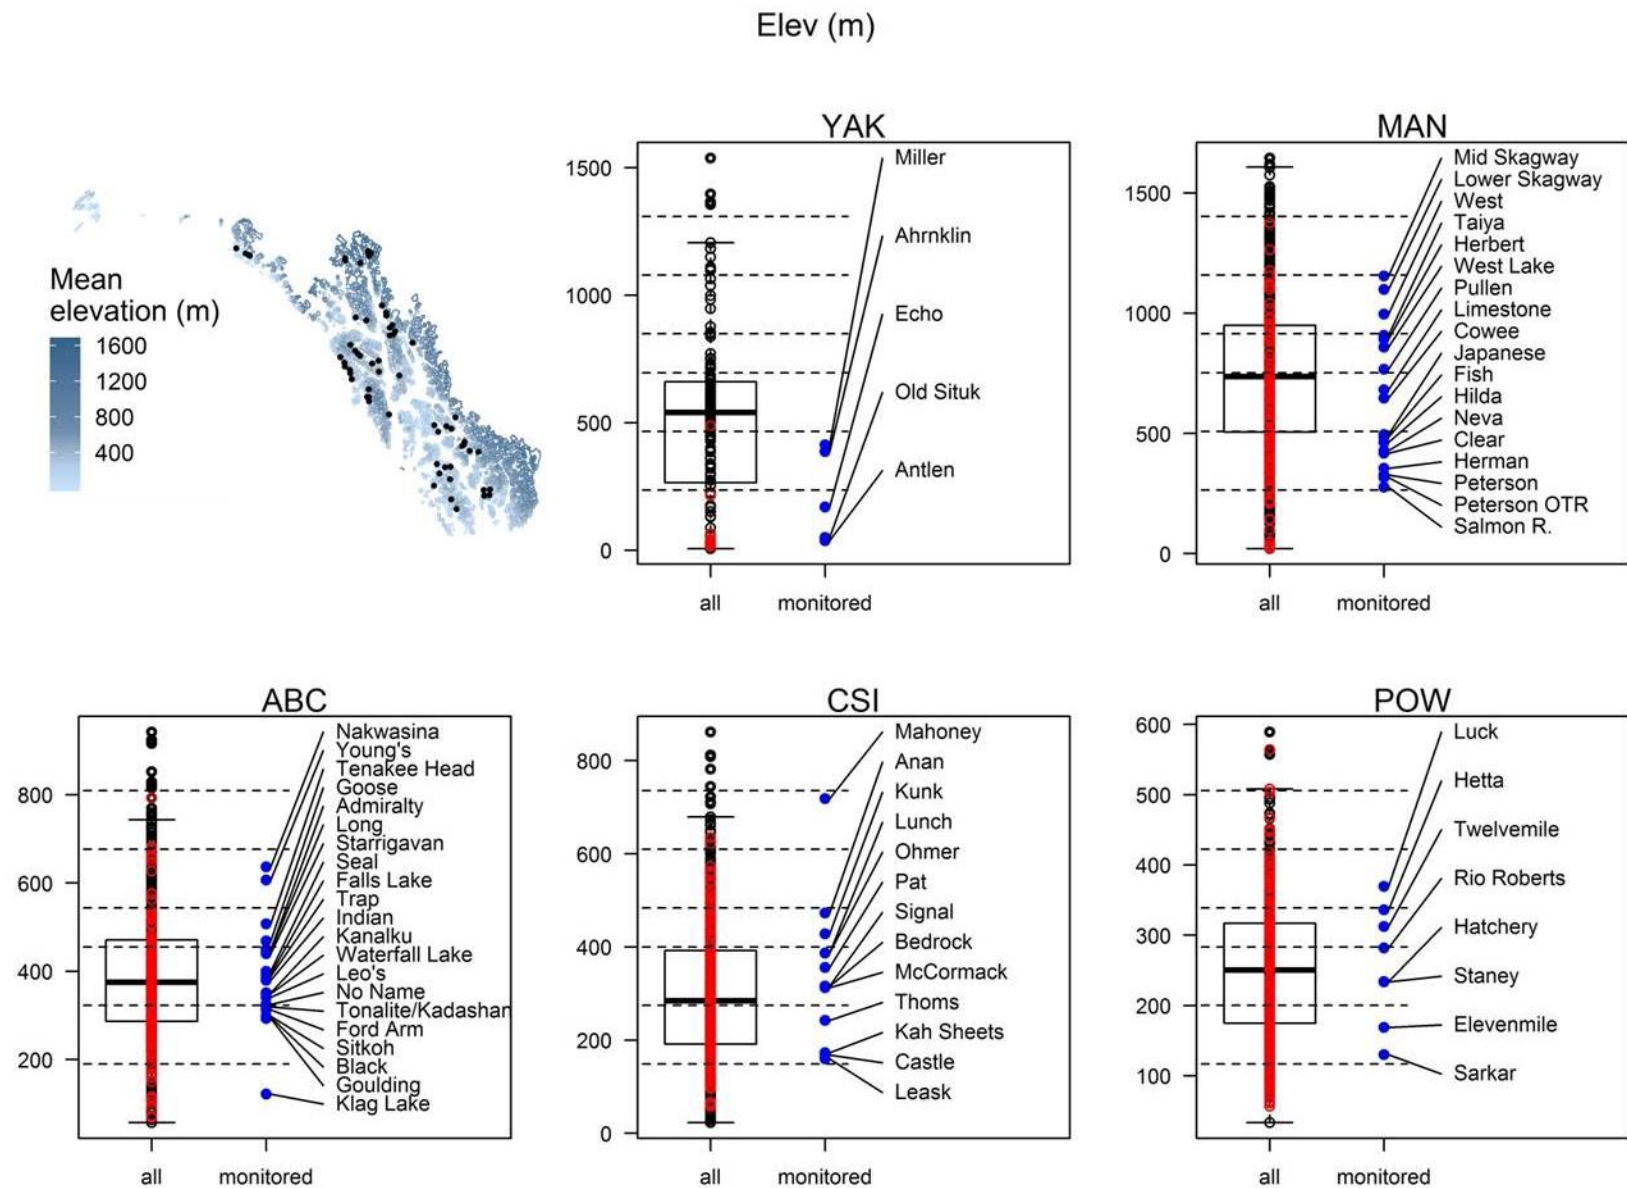 Elev (m)
Mean
elevation (m)
1600
1200
800
400
YAK
1500
1000
500
0
Miller
Ahrnklin
Echo
Old Situk
Antlen
all
monitored
MAN
1500
1000
500
0
Mid Skagway
Lower Skagway
West
Taiya
Herbert
West Lake
Pullen
Limestone
Cowee
Japanese
Fish
Hilda
Neva
Clear
Herman
Peterson
Peterson OTR
Salmon R.
all
monitored
ABC
800
600
400
200
Nakwasina
Young's
Tenakee Head
Goose
Admiralty
Long
Starrigavan
Seal
Falls Lake
Trap
Indian
Kanalku
Waterfall Lake
Leo's
No Name
Tonalite/Kadashan
Ford Arm
Sitkoh
Black
Goulding
Klag Lake
all
monitored
CSI
800
600
400
200
0
Mahoney
Anan
Kunk
Lunch
Ohmer
Pat
Signal
Bedrock
McCormack
Thoms
Kah Sheets
Castle
Leask
all
monitored
POW
600
500
400
300
200
100
Luck
Hetta
Twelvemile
Rio Roberts
Hatchery
Staney
Elevenmile
Sarkar
all
monitored